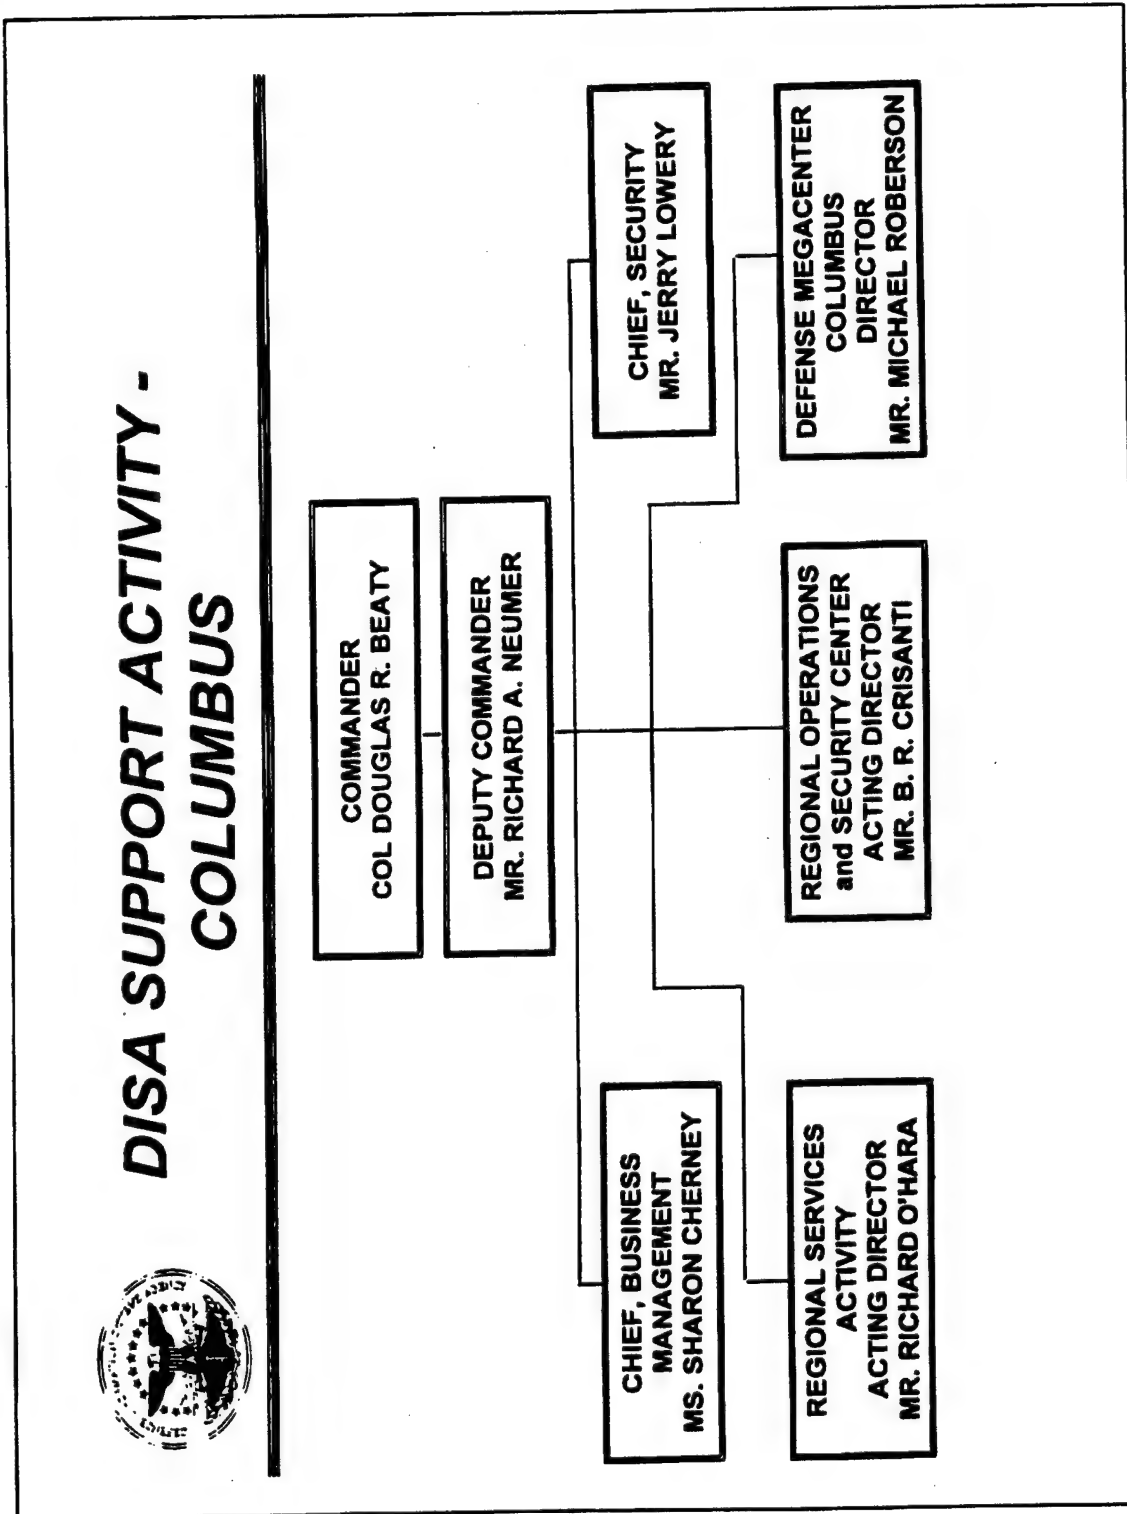 DISA SUPPORT ACTIVITY -
COLUMBUS
COMMANDER
COL DOUGLAS R. BEATY
DEPUTY COMMANDER
MR. RICHARD A. NEUMER
CHIEF, BUSINESS
MANAGEMENT
MS. SHARON CHERNEY
CHIEF, SECURITY
MR. JERRY LOWERY
REGIONAL SERVICES
ACTIVITY
ACTING DIRECTOR
MR. RICHARD O'HARA
REGIONAL OPERATIONS
and SECURITY CENTER
ACTING DIRECTOR
MR. B. R. CRISANTI
DEFENSE MEGACENTER
COLUMBUS
DIRECTOR
MR. MICHAEL ROBERSON